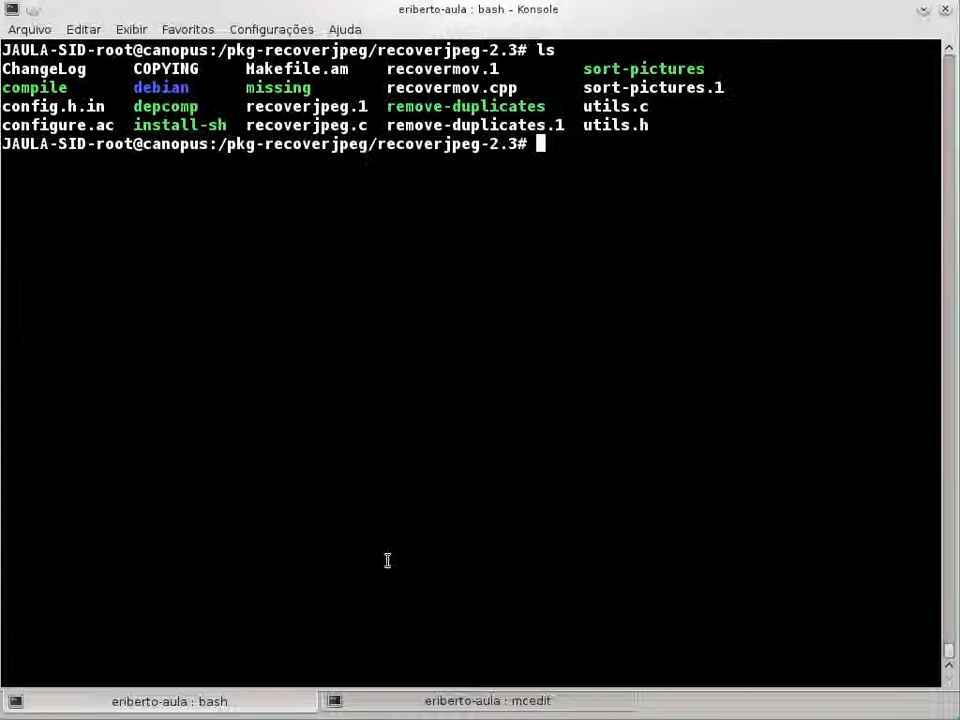 eriberto-aula : bash – Konsole
Arquivo Editar Exibir Favoritos Configurações Ajuda
JAULA-SID-root@canopus:/pkg-recoverjpeg/recoverjpeg-2.3# ls
ChangeLog COPYING Makefile.am recovermov.1 sort-pictures
compile debian missing recovermov.cpp sort-pictures.1
config.h.in depcomp recoverjpeg.1 remove-duplicates utils.c
configure.ac install-sh recoverjpeg.c remove-duplicates.1 utils.h
JAULA-SID-root@canopus:/pkg-recoverjpeg/recoverjpeg-2.3#
eriberto-aula : bash eriberto-aula : mcedit